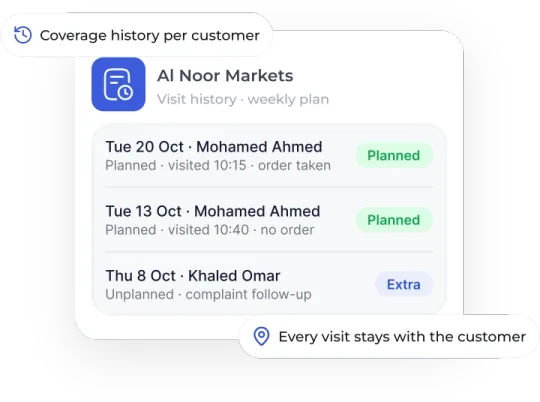 Coverage history per customer
Al Noor Markets
Visit history · weekly plan
Tue 20 Oct · Mohamed Ahmed
Planned · visited 10:15 · order taken
Planned
Tue 13 Oct · Mohamed Ahmed
Planned · visited 10:40 · no order
Planned
Thu 8 Oct · Khaled Omar
Unplanned · complaint follow-up
Extra
Every visit stays with the customer